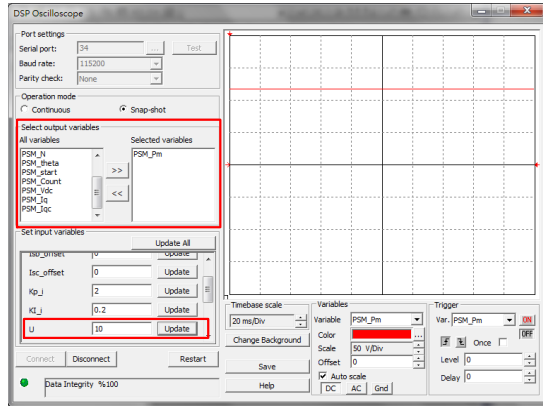 DSP Oscilloscope
Port settings
Serial port: 34 ... Test
Baud rate: 115200
Parity check: None
Operation mode
Continuous Snap-shot
Select output variables
All variables Selected variables
PSM_N PSM_Pm
PSM_theta
PSM_start
PSM_Count
PSM_Vdc
PSM_Iq
PSM_Iqc
>>
<<
Set input variables
Update All
Isb_offset 0 Update
Isc_offset 0 Update
Kp_i 2 Update
KI_i 0.2 Update
U 10 Update
Connect Disconnect Restart
Data Integrity %100
Timebase scale
20 ms/Div
Change Background
Save
Help
Variables
Variable PSM_Pm
Color ...
Scale 50 V/Div
Offset 0
Auto scale
DC AC Gnd
Trigger
Var. PSM_Pm ON
OFF
Once
Level 0
Delay 0